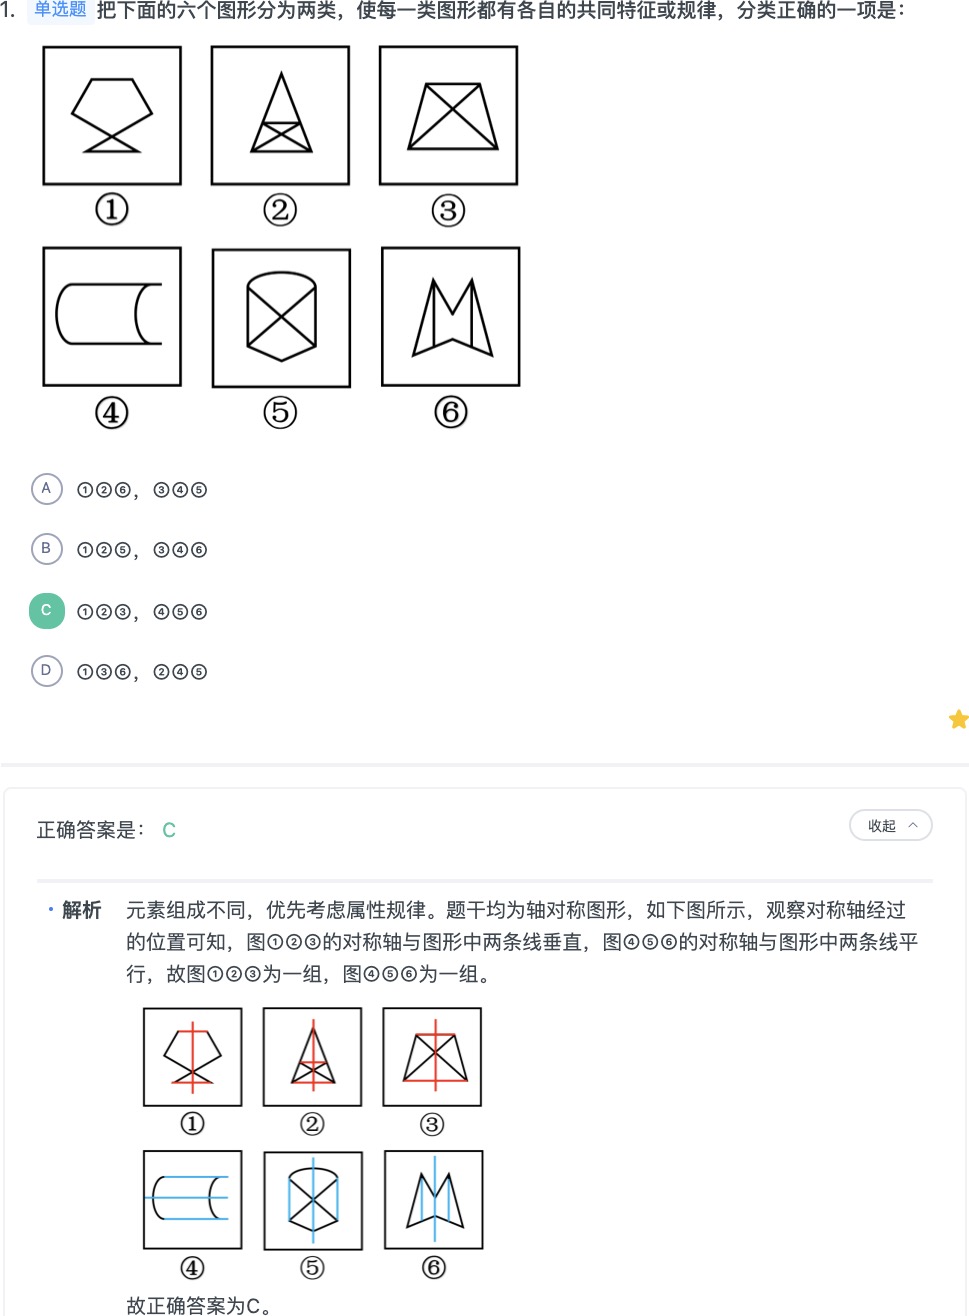 1. 单选题 把下面的六个图形分为两类，使每一类图形都有各自的共同特征或规律，分类正确的一项是：
① ② ③
④ ⑤ ⑥
A ①②⑥，③④⑤
B ①②⑤，③④⑥
C ①②③，④⑤⑥
D ①③⑥，②④⑤
正确答案是： C
收起
· 解析 元素组成不同，优先考虑属性规律。题干均为轴对称图形，如下图所示，观察对称轴经过
的位置可知，图①②③的对称轴与图形中两条线垂直，图④⑤⑥的对称轴与图形中两条线平
行，故图①②③为一组，图④⑤⑥为一组。
① ② ③
④ ⑤ ⑥
故正确答案为C。